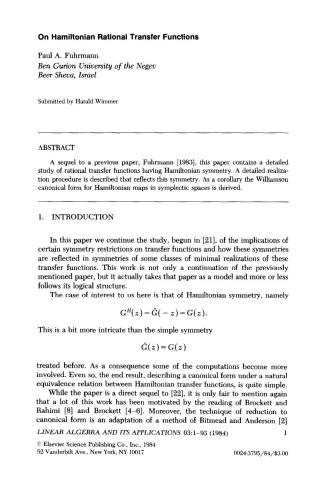 On Hamiltonian Rational Transfer Functions
Paul A. Fuhrmann
Ben Gurion University of the Negev
Beer Sheva, Israel
Submitted by Harald Wimmer
ABSTRACT
A sequel to a previous paper, Fuhrmann [1983], this paper contains a detailed
study of rational transfer functions having Hamiltonian symmetry. A detailed realiza-
tion procedure is described that reflects this symmetry. As a corollary the Williamson
canonical form for Hamiltonian maps in symplectic spaces is derived.
1. INTRODUCTION
In this paper we continue the study, begun in [21], of the implications of
certain symmetry restrictions on transfer functions and how these symmetries
are reflected in symmetries of some classes of minimal realizations of these
transfer functions. This work is not only a continuation of the previously
mentioned paper, but it actually takes that paper as a model and more or less
follows its logical structure.
The case of interest to us here is that of Hamiltonian symmetry, namely
G^H(z) = G̃(−z) = G(z).
This is a bit more intricate than the simple symmetry
G̃(z) = G(z)
treated before. As a consequence some of the computations become more
involved. Even so, the end result, describing a canonical form under a natural
equivalence relation between Hamiltonian transfer functions, is quite simple.
While the paper is a direct sequel to [22], it is only fair to mention again
that a lot of this work has been motivated by the reading of Brockett and
Rahimi [8] and Brockett [4–6]. Moreover, the technique of reduction to
canonical form is an adaptation of a method of Bitmead and Anderson [2]
LINEAR ALGEBRA AND ITS APPLICATIONS 63:1–93 (1984) 1
© Elsevier Science Publishing Co., Inc., 1984
52 Vanderbilt Ave., New York, NY 10017 0024-3795/84/$3.00